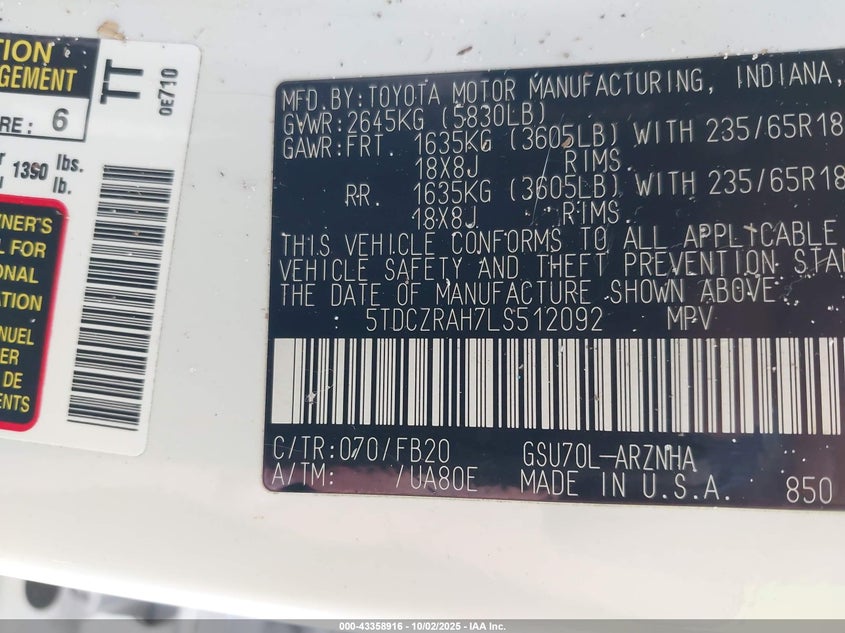 TION
GEMENT
TT
0E710
RE: 6
1390 lbs.
lb.
WNER'S
L FOR
ONAL
ATION
NUEL
ER
DE
ENTS
MFD. BY: TOYOTA MOTOR MANUFACTURING, INDIANA,
GVWR: 2645KG (5830LB)
GAWR: FRT. 1635KG (3605LB) WITH 235/65R18
18X8J RIMS
RR. 1635KG (3605LB) WITH 235/65R18
18X8J RIMS
THIS VEHICLE CONFORMS TO ALL APPLICABLE
VEHICLE SAFETY AND THEFT PREVENTION STAN
THE DATE OF MANUFACTURE SHOWN ABOVE.
5TDCZRAH7LS512092 MPV
C/TR: 070/FB20 GSU70L-ARZNHA
A/TM: /UA80E MADE IN U.S.A. 850
000-43358916 - 10/02/2025 - IAA Inc.